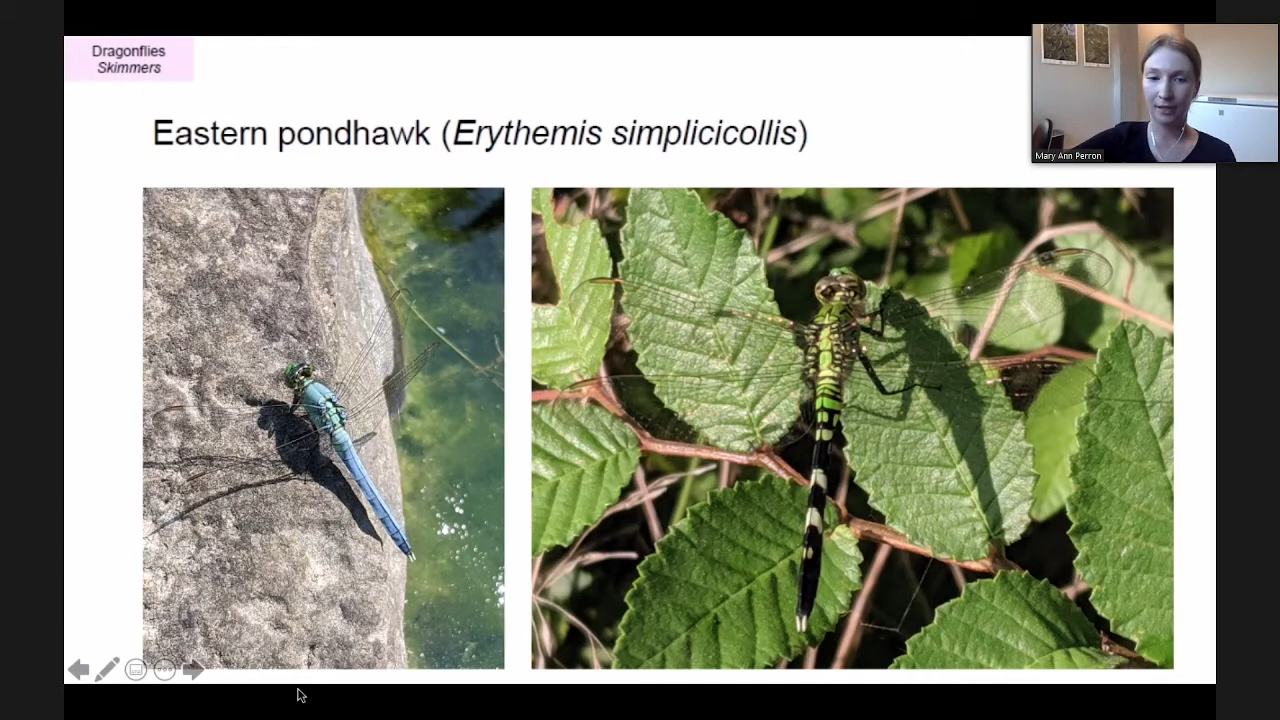 Dragonflies
Skimmers
Eastern pondhawk (Erythemis simplicicollis)
Mary Ann Perron